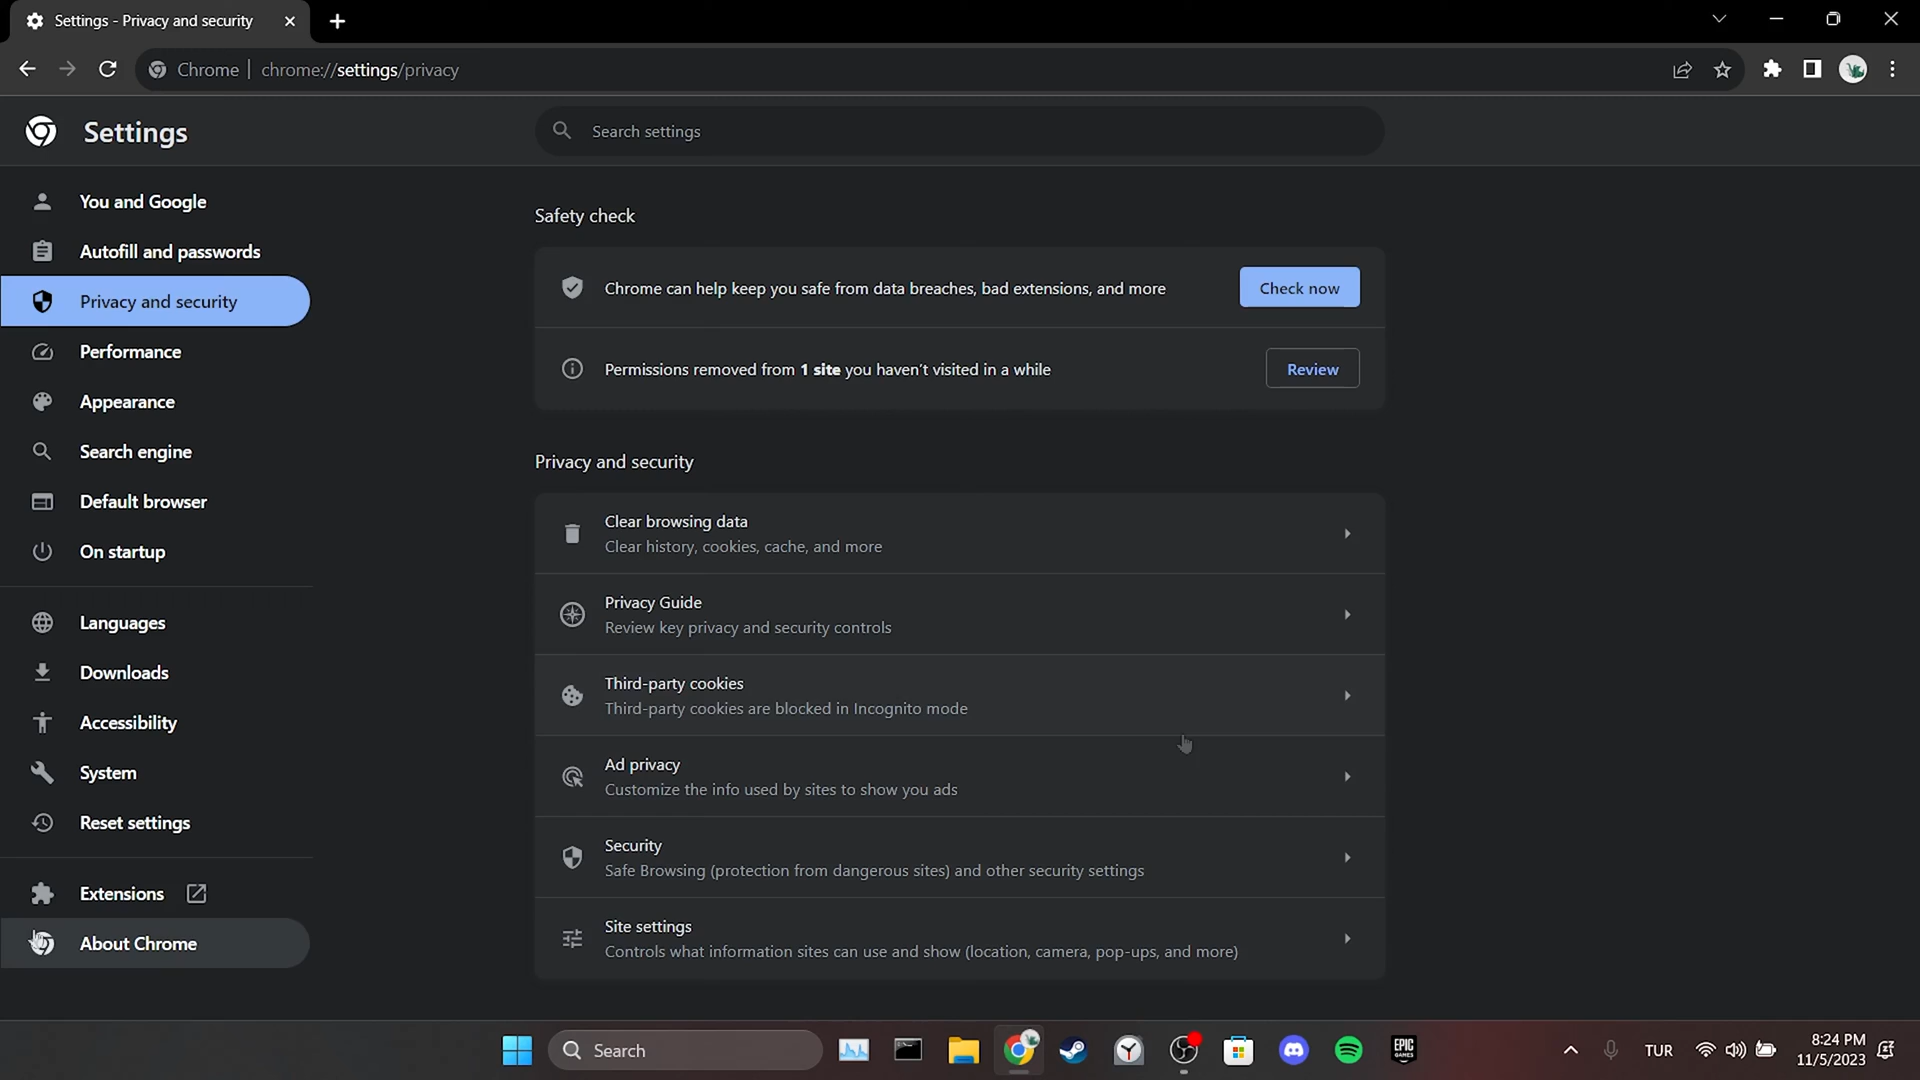 Settings - Privacy and security
Chrome | chrome://settings/privacy
Settings
Search settings
You and Google
Autofill and passwords
Privacy and security
Performance
Appearance
Search engine
Default browser
On startup
Languages
Downloads
Accessibility
System
Reset settings
Extensions
About Chrome
Safety check
Chrome can help keep you safe from data breaches, bad extensions, and more
Check now
Permissions removed from 1 site you haven't visited in a while
Review
Privacy and security
Clear browsing data
Clear history, cookies, cache, and more
Privacy Guide
Review key privacy and security controls
Third-party cookies
Third-party cookies are blocked in Incognito mode
Ad privacy
Customize the info used by sites to show you ads
Security
Safe Browsing (protection from dangerous sites) and other security settings
Site settings
Controls what information sites can use and show (location, camera, pop-ups, and more)
Search
EPIC
GAMES
TUR
8:24 PM
11/5/2023